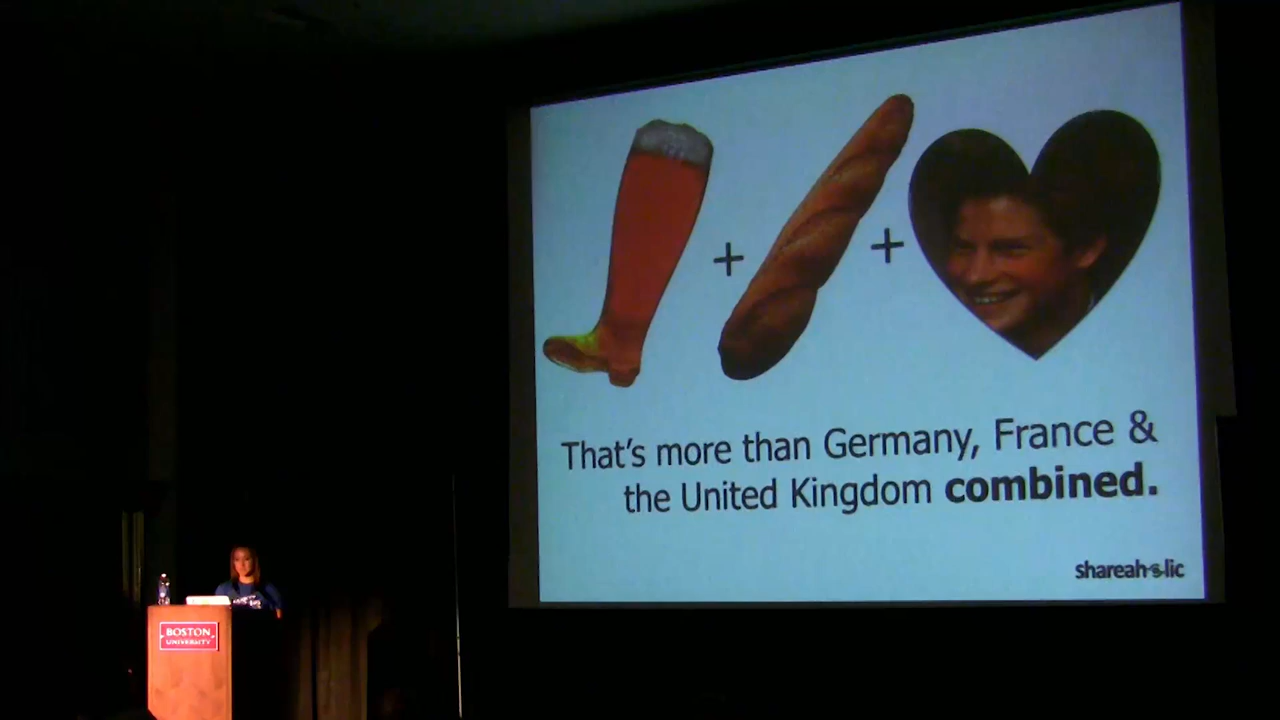 +
+
That's more than Germany, France &
the United Kingdom combined.
shareaholic
BOSTON
UNIVERSITY